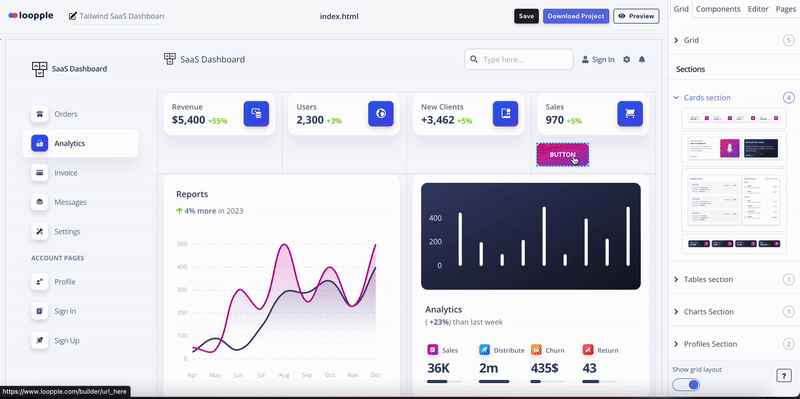 loopple
Tailwind SaaS Dashboard
index.html
Save
Download Project
Preview
Grid
Components
Editor
Pages
Grid
5
Sections
Cards section
4
Tables section
1
Charts Section
1
Profiles Section
2
Show grid layout
?
SaaS Dashboard
Orders
Analytics
Invoice
Messages
Settings
ACCOUNT PAGES
Profile
Sign In
Sign Up
SaaS Dashboard
Type here...
Sign In
Revenue
$5,400 +55%
Users
2,300 +3%
New Clients
+3,462 +5%
Sales
970 +5%
BUTTON
Reports
4% more in 2023
500
400
300
200
100
0
Apr May Jun Jul Aug Sep Oct Nov Dec
400
200
0
Analytics
( +23%) than last week
Sales
36K
Distribute
2m
Churn
435$
Return
43
https://www.loopple.com/builder/url_here